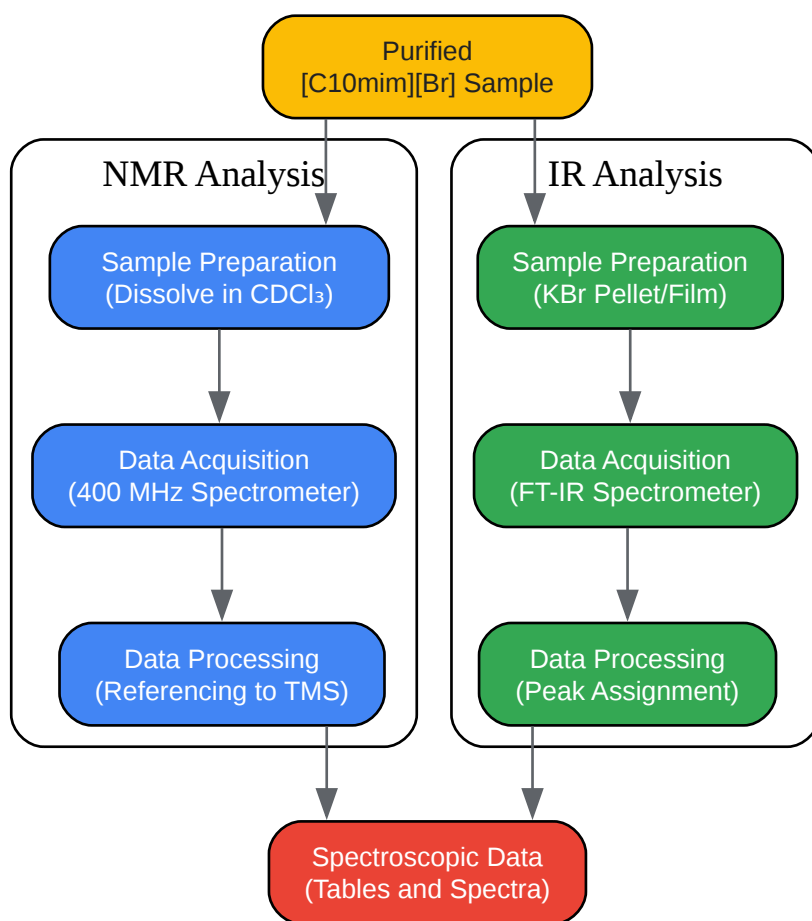 Purified
[C10mim][Br] Sample
NMR Analysis
Sample Preparation
(Dissolve in CDCl₃)
Data Acquisition
(400 MHz Spectrometer)
Data Processing
(Referencing to TMS)
IR Analysis
Sample Preparation
(KBr Pellet/Film)
Data Acquisition
(FT-IR Spectrometer)
Data Processing
(Peak Assignment)
Spectroscopic Data
(Tables and Spectra)